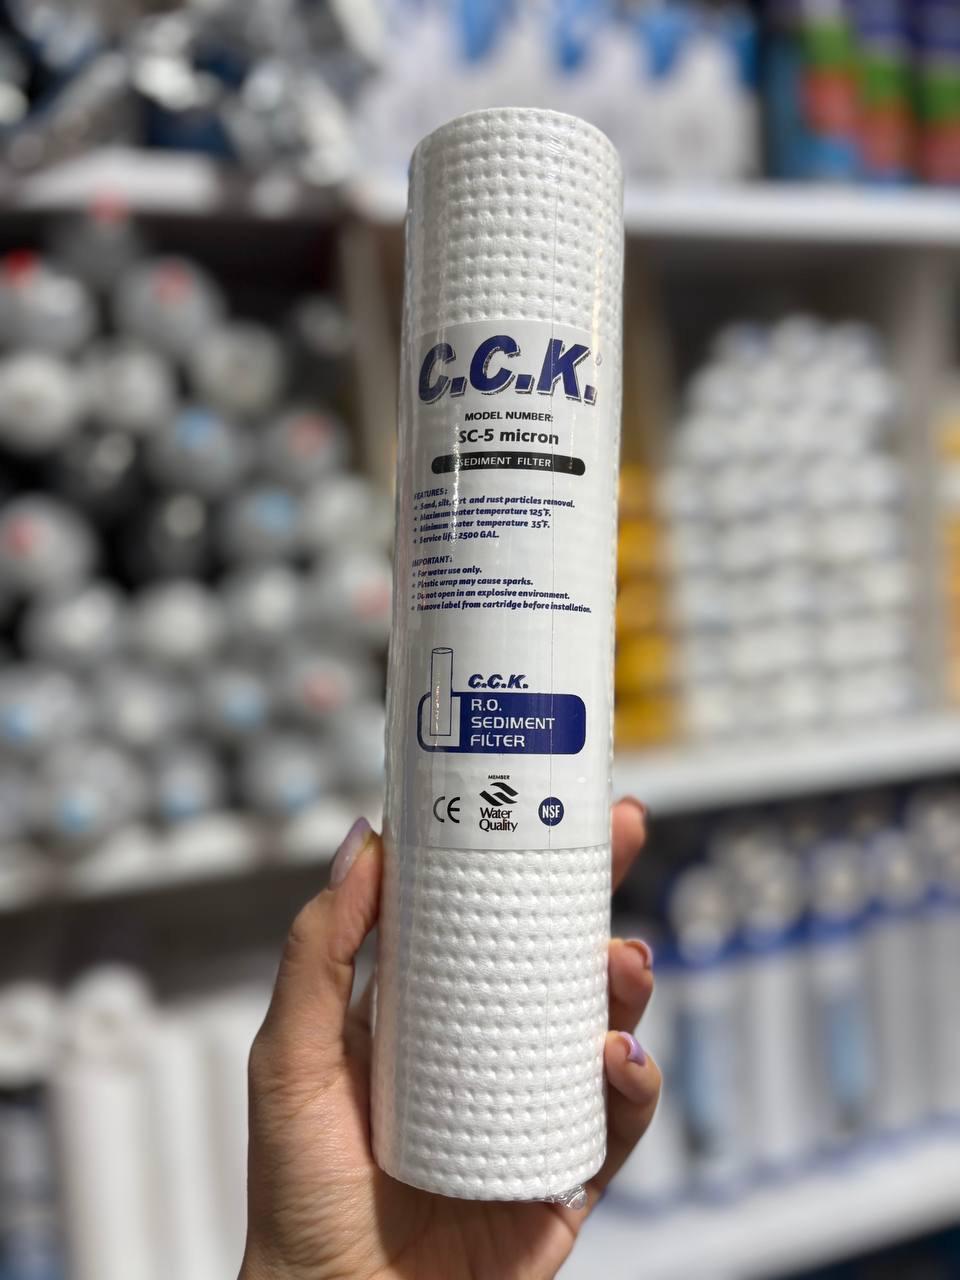 C.C.K.®
MODEL NUMBER:
SC-5 micron
SEDIMENT FILTER
FEATURES:
★ Sand, silt, dirt and rust particles removal.
★ Maximum water temperature 125°F.
★ Minimum water temperature 35°F.
★ Service life: 2500 GAL.
IMPORTANT:
★ For water use only.
★ Plastic wrap may cause sparks.
★ Do not open in an explosive environment.
★ Remove label from cartridge before installation.
C.C.K.
R.O.
SEDIMENT
FILTER
MEMBER
CE Water NSF
Quality